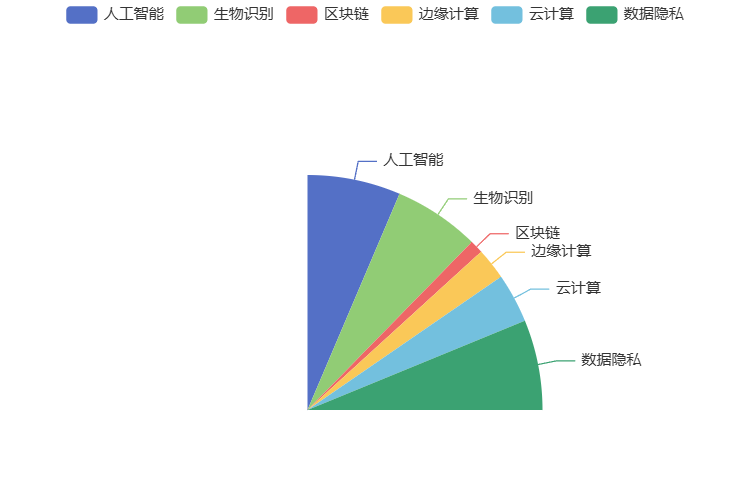 人工智能 生物识别 区块链 边缘计算 云计算 数据隐私
人工智能
生物识别
区块链
边缘计算
云计算
数据隐私